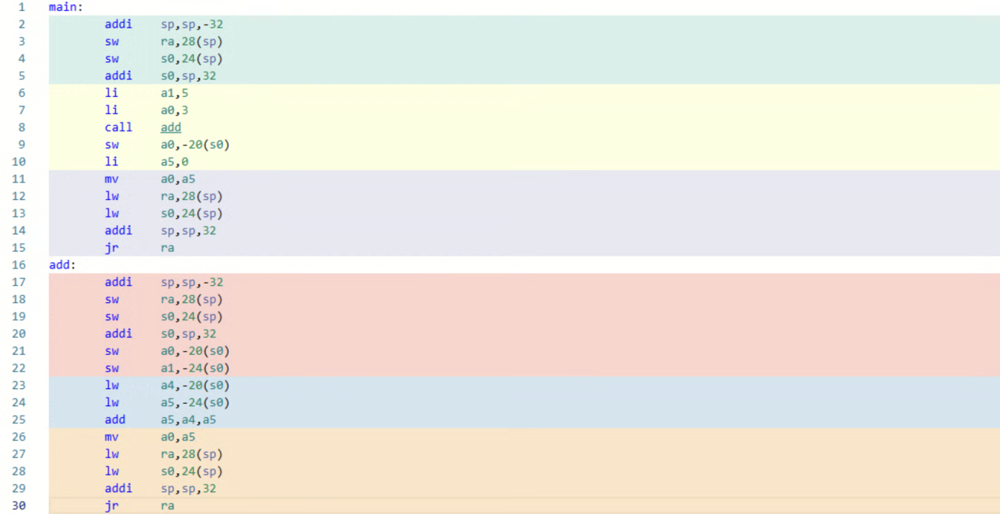 1 main:
2 addi sp,sp,-32
3 sw ra,28(sp)
4 sw s0,24(sp)
5 addi s0,sp,32
6 li a1,5
7 li a0,3
8 call add
9 sw a0,-20(s0)
10 li a5,0
11 mv a0,a5
12 lw ra,28(sp)
13 lw s0,24(sp)
14 addi sp,sp,32
15 jr ra
16 add:
17 addi sp,sp,-32
18 sw ra,28(sp)
19 sw s0,24(sp)
20 addi s0,sp,32
21 sw a0,-20(s0)
22 sw a1,-24(s0)
23 lw a4,-20(s0)
24 lw a5,-24(s0)
25 add a5,a4,a5
26 mv a0,a5
27 lw ra,28(sp)
28 lw s0,24(sp)
29 addi sp,sp,32
30 jr ra